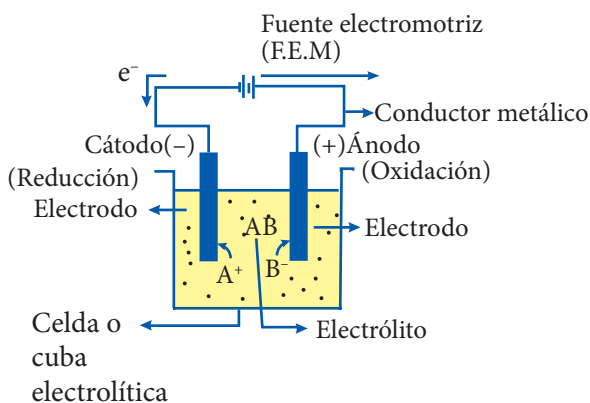 Fuente electromotriz
(F.E.M)
e⁻
Conductor metálico
Cátodo(–)
(+)Ánodo
(Reducción)
(Oxidación)
Electrodo
AB
Electrodo
A⁺
B⁻
Celda o
cuba
electrolítica
Electrólito